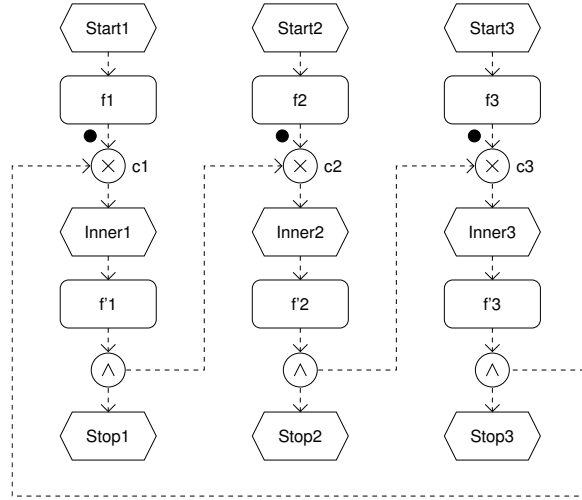 Start1 Start2 Start3
f1 f2 f3
c1 c2 c3
Inner1 Inner2 Inner3
f'1 f'2 f'3
Stop1 Stop2 Stop3